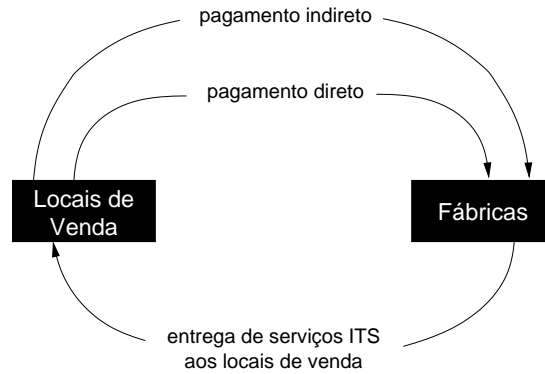 pagamento indireto
pagamento direto
Locais de
Venda
Fábricas
entrega de serviços ITS
aos locais de venda